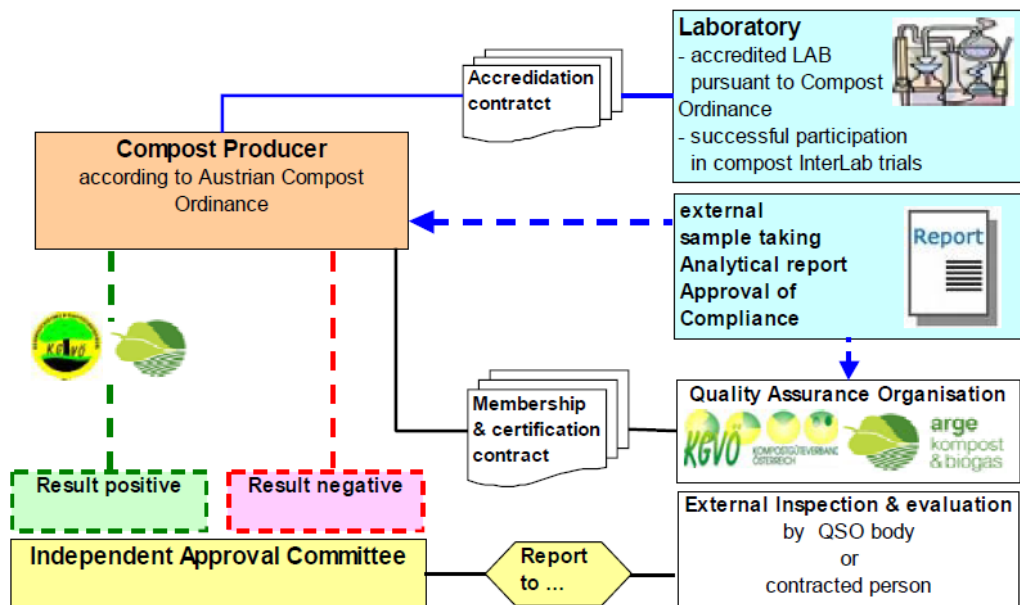 Laboratory
- accredited LAB
pursuant to Compost
Ordinance
- successful participation
in compost InterLab trials
Accredidation
contratct
Compost Producer
according to Austrian Compost
Ordinance
external
sample taking
Analytical report
Approval of
Compliance
Report
KGVÖ
Quality Assurance Organisation
KGVÖ
KOMPOSTGÜTEVERBAND
ÖSTERREICH
arge
kompost
& biogas
Membership
& certification
contract
Result positive
Result negative
External Inspection & evaluation
by QSO body
or
contracted person
Independent Approval Committee
Report
to ...